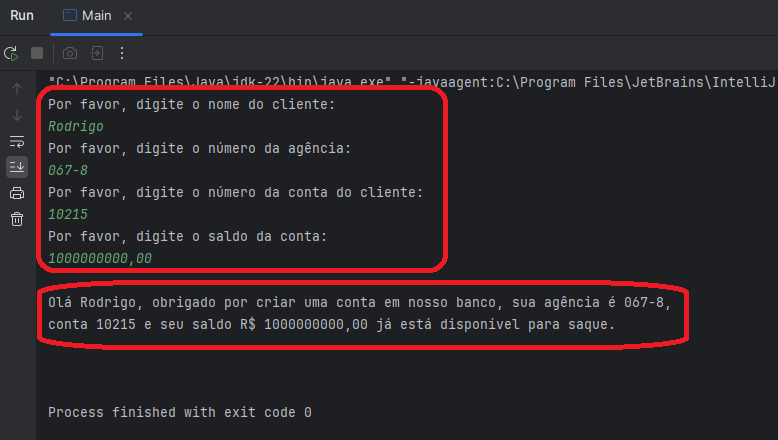 Run
Main
"C:\Program Files\Java\jdk-22\bin\java.exe" "-javaagent:C:\Program Files\JetBrains\IntelliJ
Por favor, digite o nome do cliente:
Rodrigo
Por favor, digite o número da agência:
067-8
Por favor, digite o número da conta do cliente:
10215
Por favor, digite o saldo da conta:
1000000000,00
Olá Rodrigo, obrigado por criar uma conta em nosso banco, sua agência é 067-8,
conta 10215 e seu saldo R$ 1000000000,00 já está disponível para saque.
Process finished with exit code 0